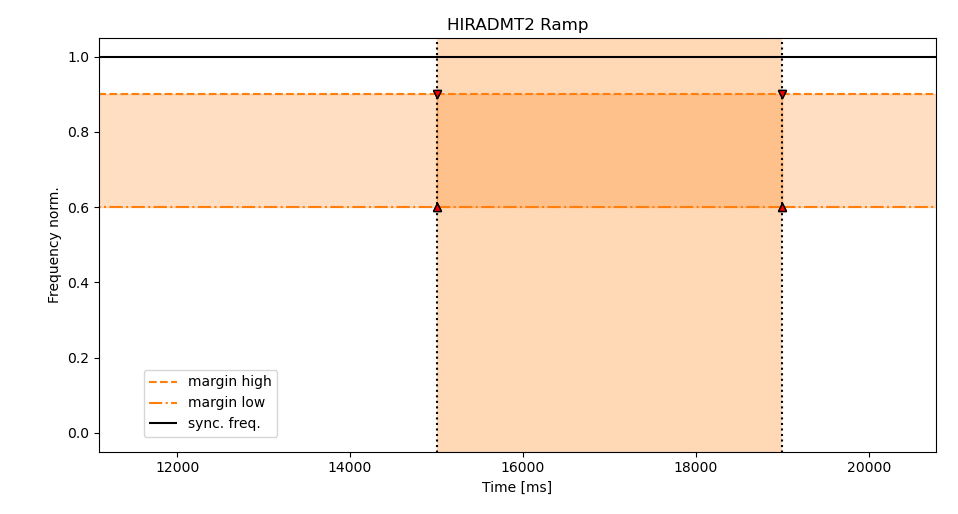 HIRADMT2 Ramp
Frequency norm.
1.0
0.8
0.6
0.4
0.2
0.0
margin high
margin low
sync. freq.
12000 14000 16000 18000 20000
Time [ms]